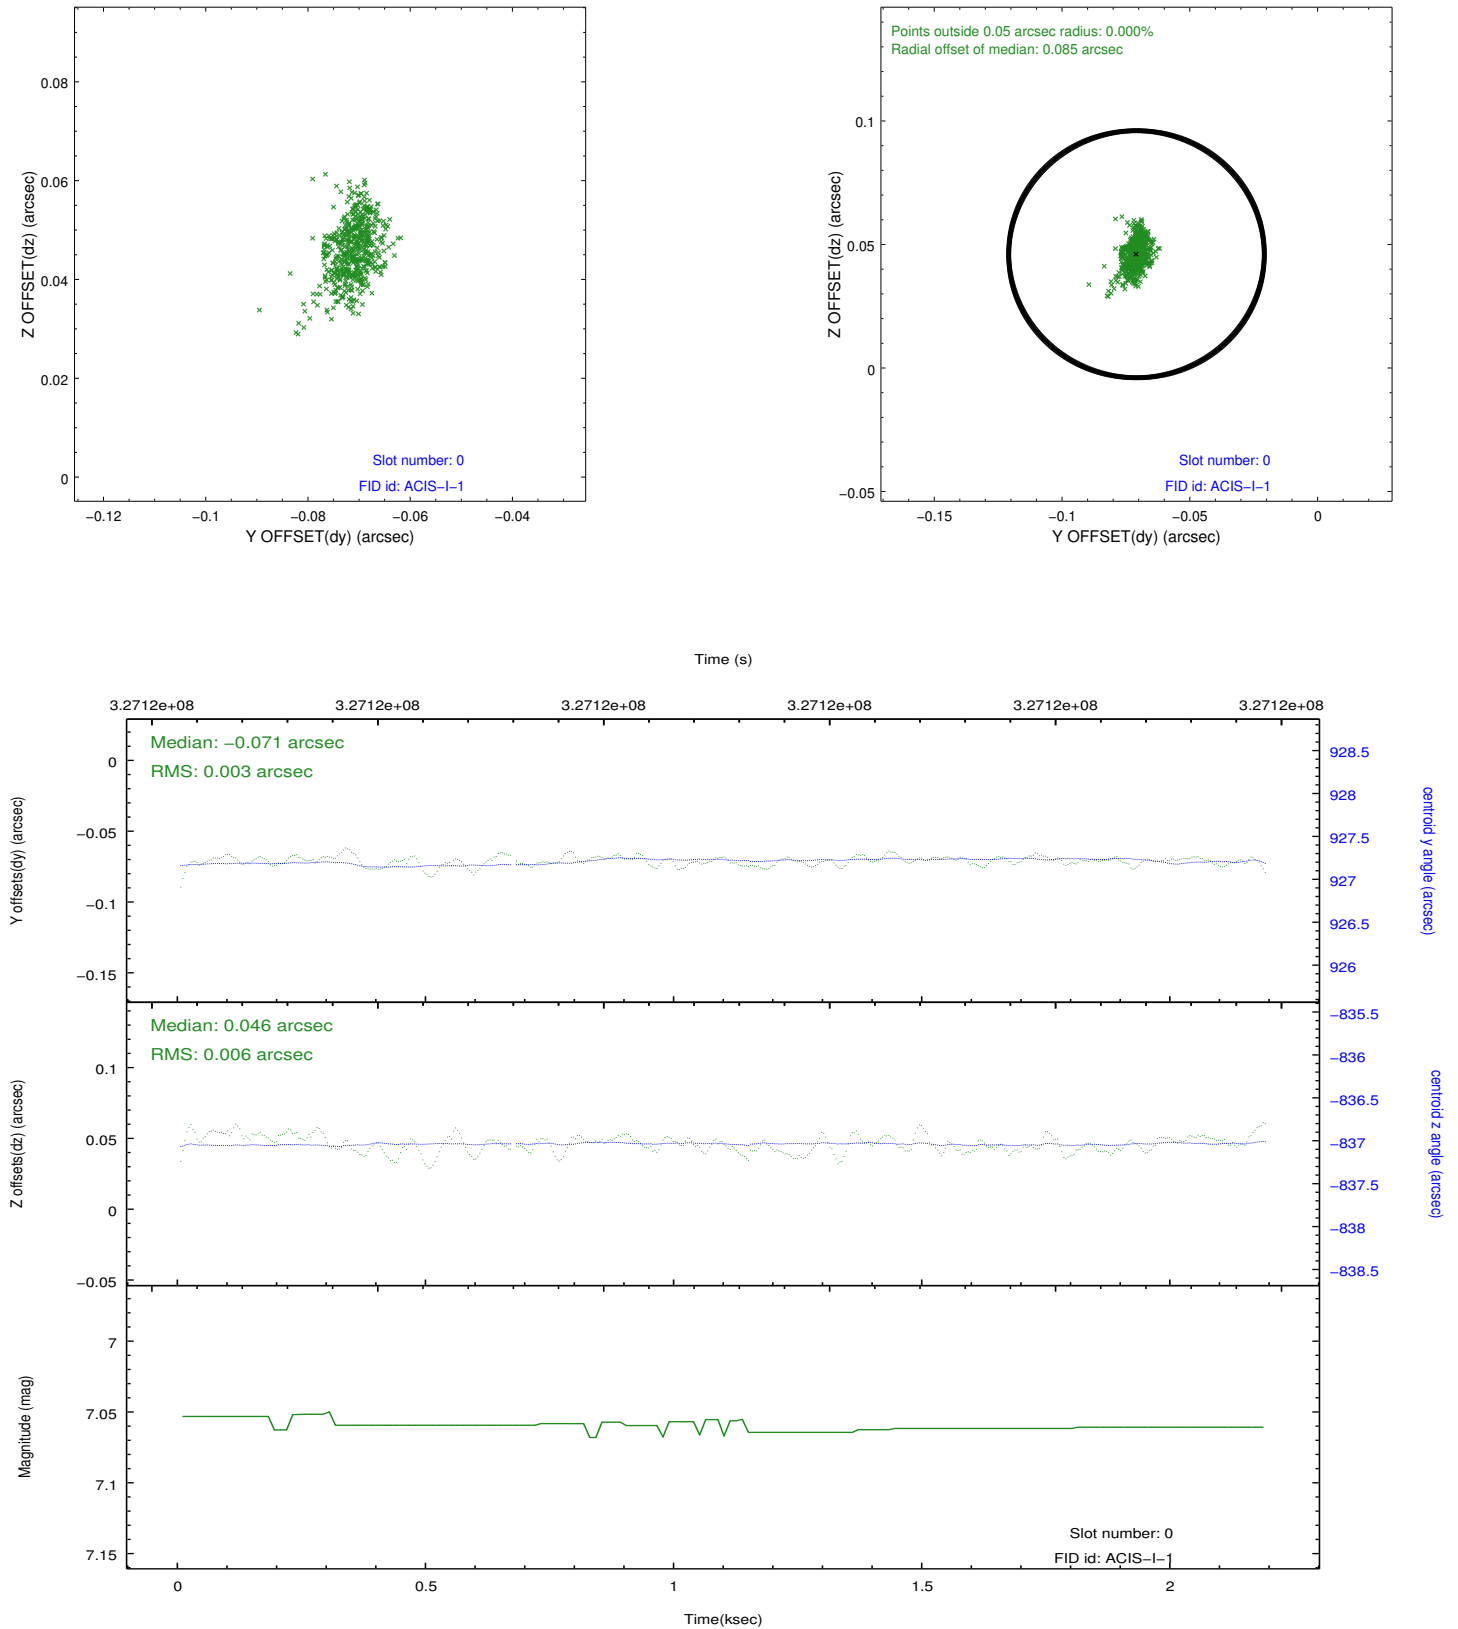 0.08
0.06
0.04
0.02
0
Z OFFSET(dz) (arcsec)
Slot number: 0
FID id: ACIS−I−1
−0.12
−0.1
−0.08
−0.06
−0.04
Y OFFSET(dy) (arcsec)
Points outside 0.05 arcsec radius: 0.000%
Radial offset of median: 0.085 arcsec
0.1
0.05
0
−0.05
Z OFFSET(dz) (arcsec)
Slot number: 0
FID id: ACIS−I−1
−0.15
−0.1
−0.05
0
Y OFFSET(dy) (arcsec)
Time (s)
3.2712e+08
3.2712e+08
3.2712e+08
3.2712e+08
3.2712e+08
3.2712e+08
Median: −0.071 arcsec
RMS: 0.003 arcsec
0
−0.05
−0.1
−0.15
Y offsets(dy) (arcsec)
928.5
928
927.5
927
926.5
926
centroid y angle (arcsec)
Median: 0.046 arcsec
RMS: 0.006 arcsec
0.1
0.05
0
−0.05
Z offsets(dz) (arcsec)
−835.5
−836
−836.5
−837
−837.5
−838
−838.5
centroid z angle (arcsec)
7
7.05
7.1
7.15
Magnitude (mag)
Slot number: 0
FID id: ACIS−I−1
0
0.5
1
1.5
2
Time(ksec)